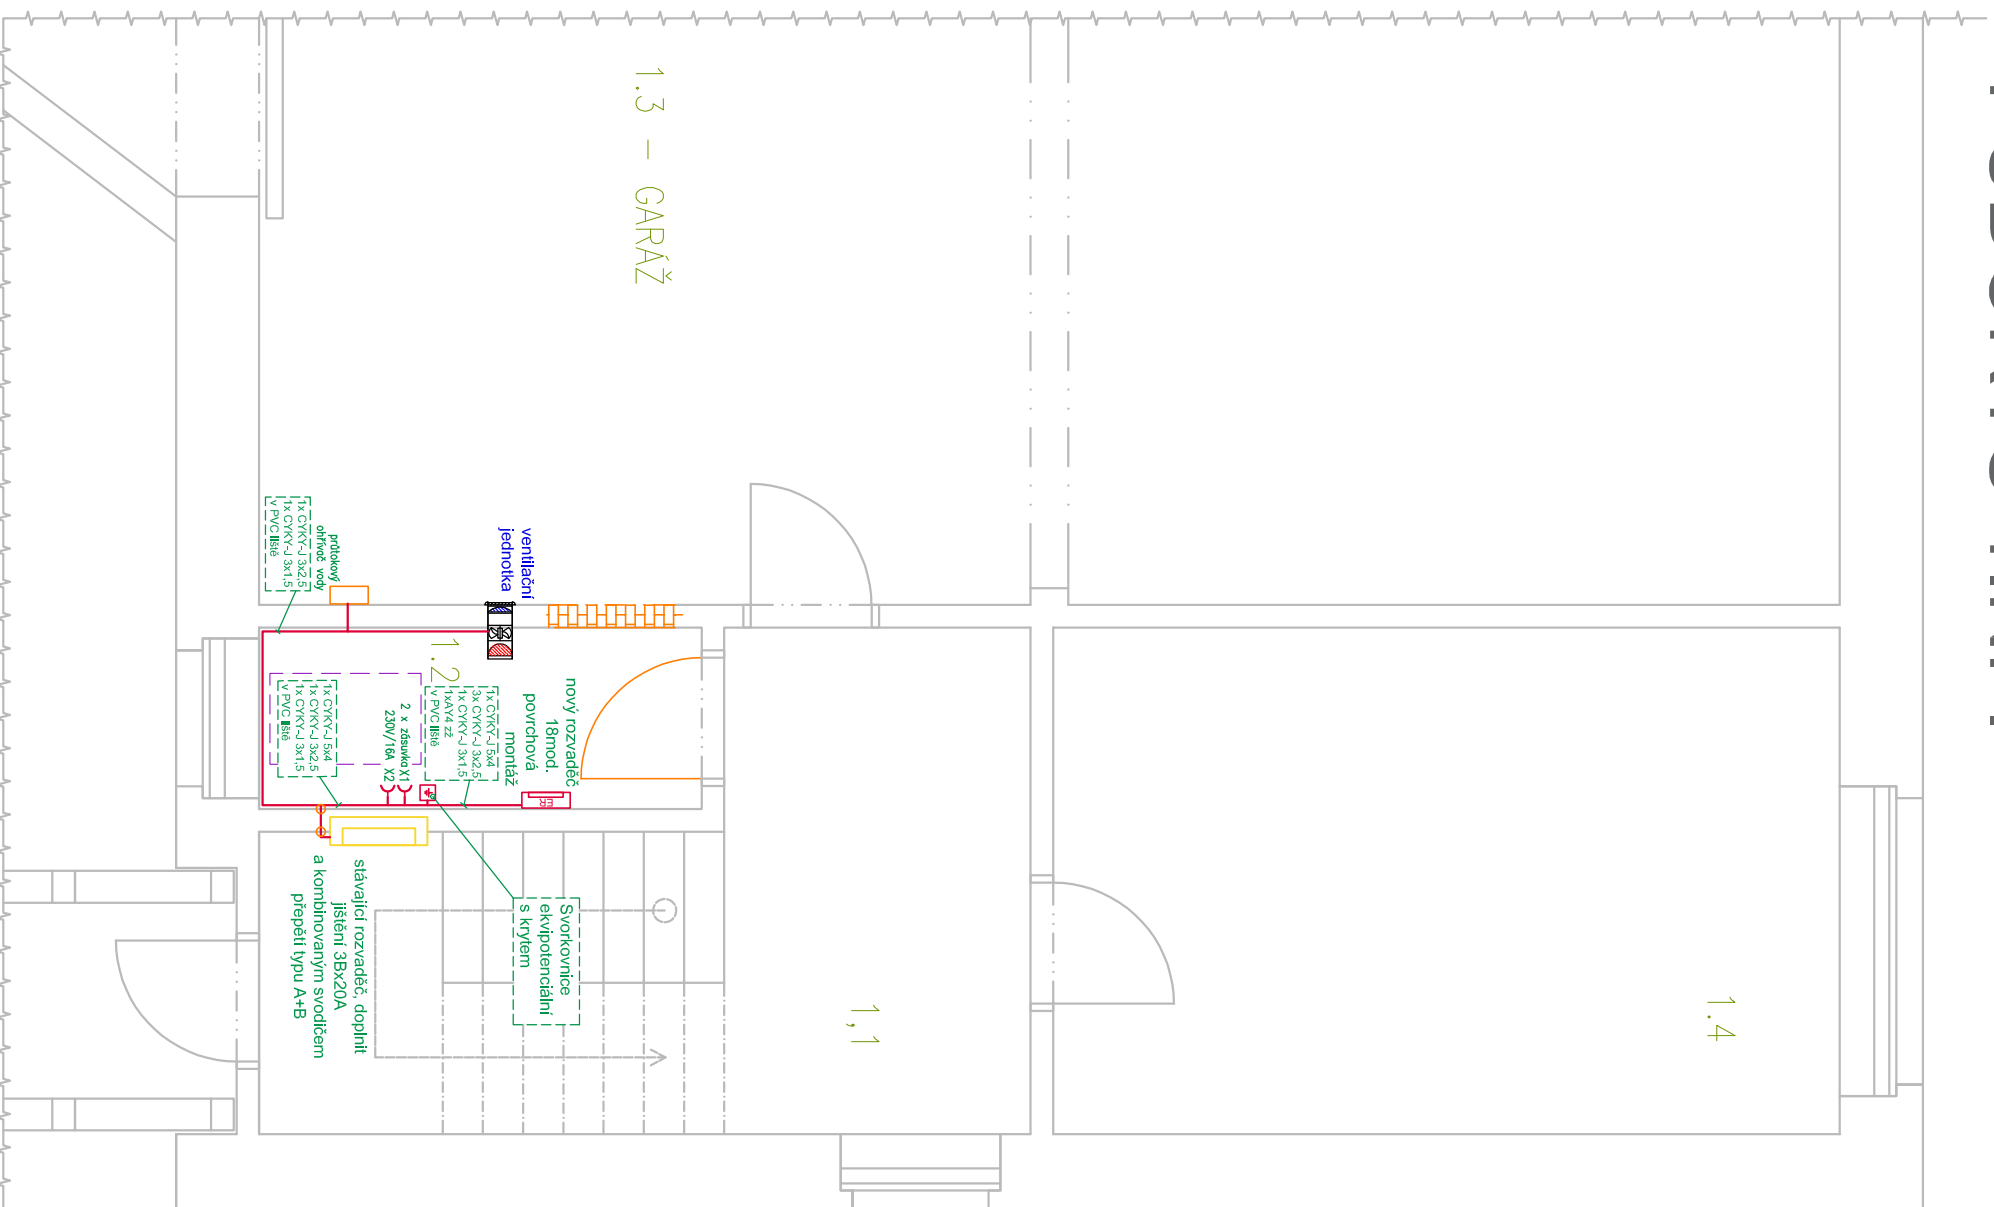 1.3 – GARÁŽ
průtokový
ohřívač vody
1x CYKY-J 3x2,5
1x CYKY-J 3x1,5
v PVC liště
ventilační
jednotka
1.2
nový rozvaděč
18mod.
povrchová
montáž
1x CYKY-J 5x4
3x CYKY-J 3x2,5
1x CYKY-J 3x1,5
1xAY4 zž
v PVC liště
2 x zásuvka X1
230V/16A X2
1x CYKY-J 5x4
1x CYKY-J 3x2,5
1x CYKY-J 3x1,5
v PVC liště
Svorkovnice
ekvipotenciální
s krytem
stávající rozvaděč, doplnit
jištění 3Bx20A
a kombinovaným svodičem
přepětí typu A+B
1,1
1.4